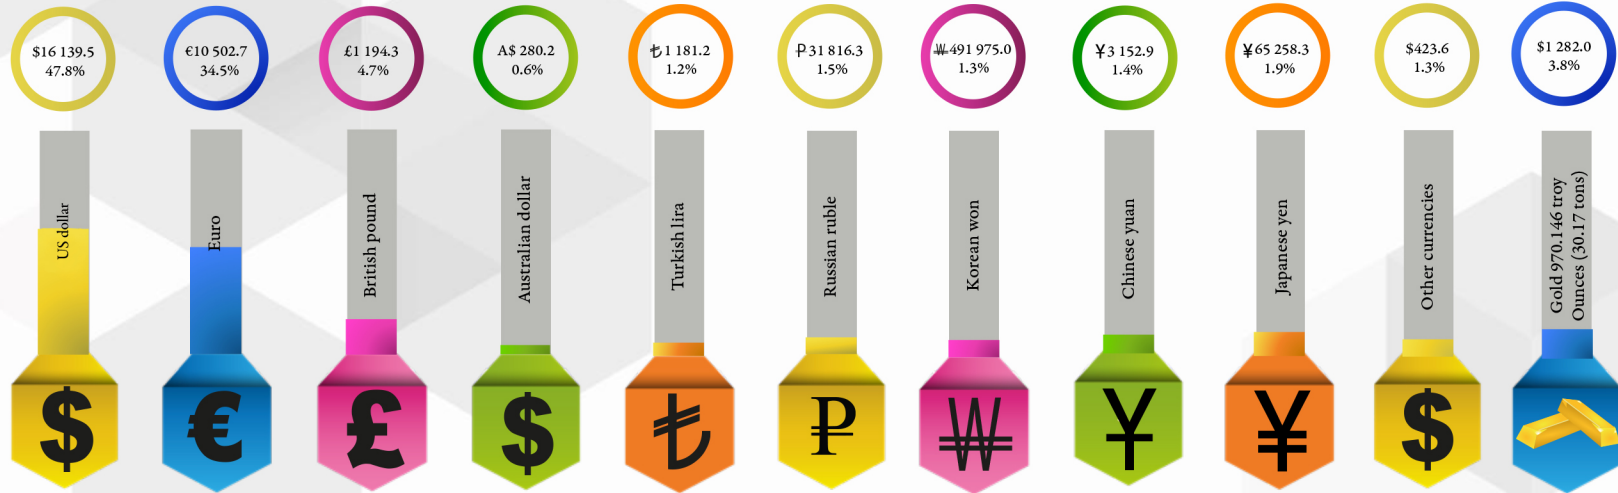 $16 139.5
47.8%
€10 502.7
34.5%
£1 194.3
4.7%
A$ 280.2
0.6%
₺1 181.2
1.2%
₽31 816.3
1.5%
₩491 975.0
1.3%
¥3 152.9
1.4%
¥65 258.3
1.9%
$423.6
1.3%
$1 282.0
3.8%
US dollar
Euro
British pound
Australian dollar
Turkish lira
Russian ruble
Korean won
Chinese yuan
Japanese yen
Other currencies
Gold 970.146 troy
Ounces (30.17 tons)
$
€
£
$
₺
₽
₩
Y
¥
$